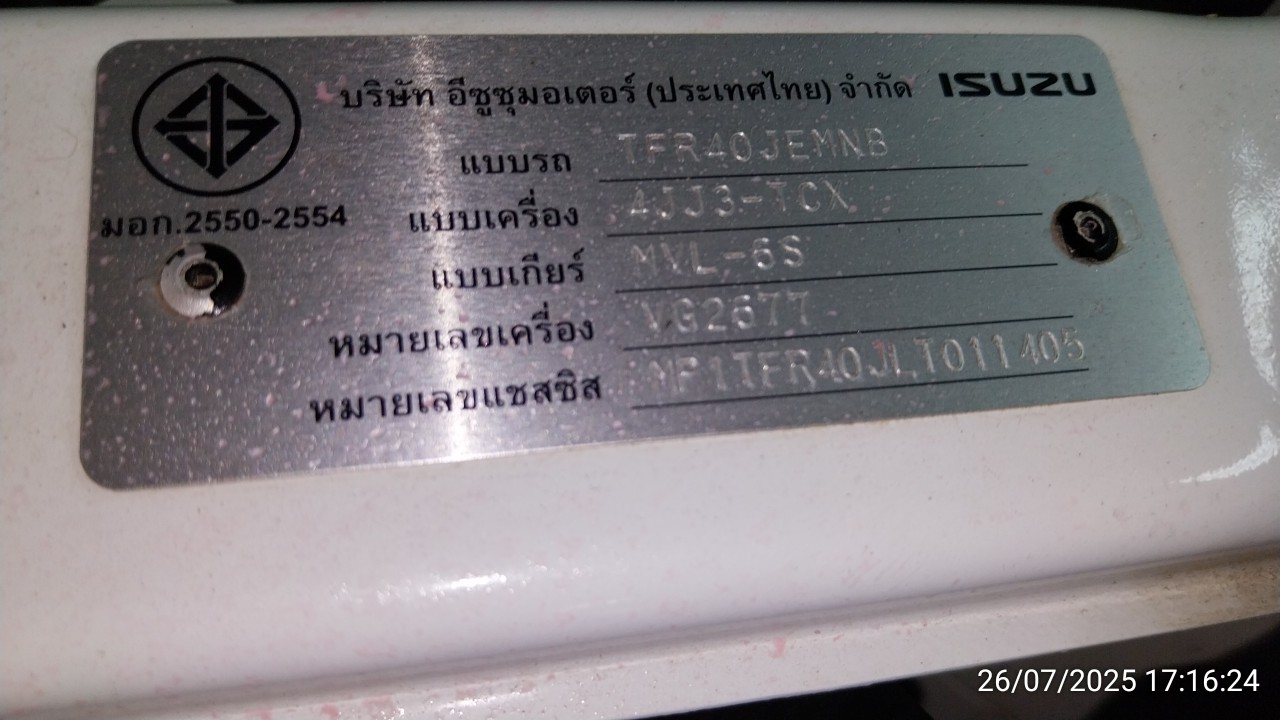 บริษัท อีซูซุมอเตอร์ (ประเทศไทย) จำกัด ISUZU
แบบรถ TFR40JEMNB
มอก.2550-2554
แบบเครื่อง 4JJ3-TCX
แบบเกียร์ MVL-6S
หมายเลขเครื่อง VG2677
หมายเลขแชสซิส MP1TFR40JLT011405
26/07/2025 17:16:24